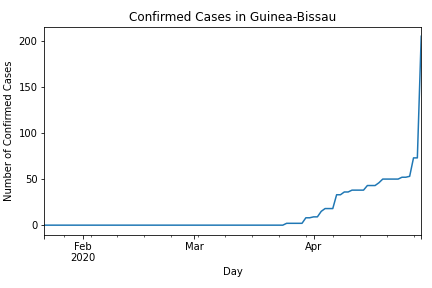 Confirmed Cases in Guinea-Bissau
Number of Confirmed Cases
200
150
100
50
0
Feb
2020
Mar
Apr
Day